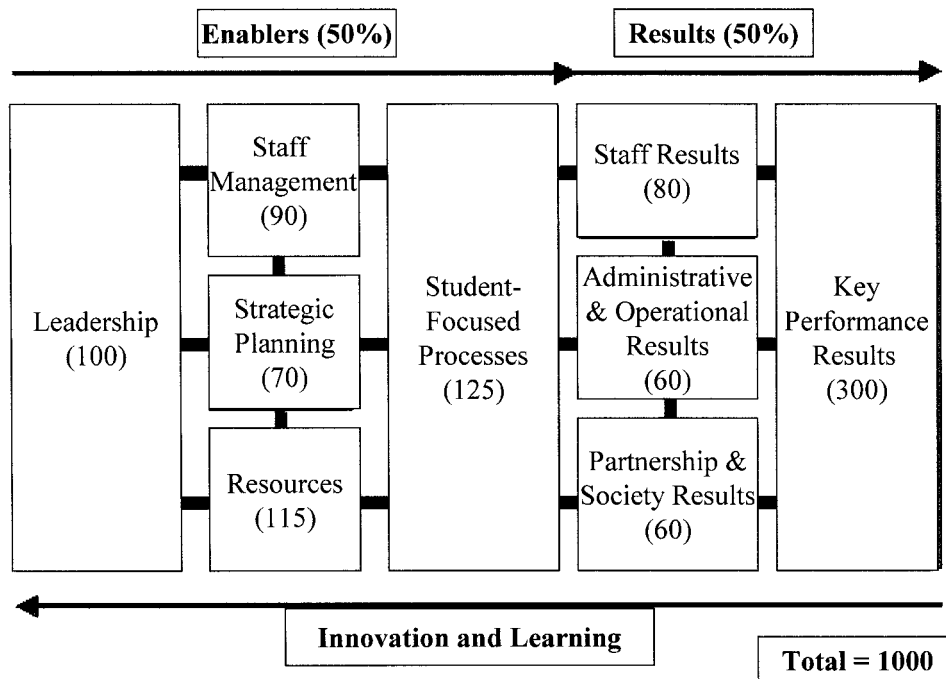 Enablers (50%)
Results (50%)
Leadership
(100)
Staff
Management
(90)
Strategic
Planning
(70)
Resources
(115)
Student-
Focused
Processes
(125)
Staff Results
(80)
Administrative
& Operational
Results
(60)
Partnership &
Society Results
(60)
Key
Performance
Results
(300)
Innovation and Learning
Total = 1000